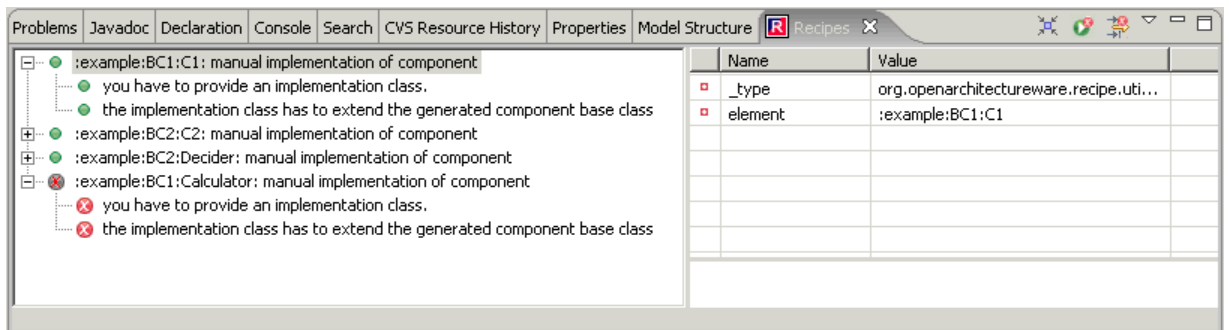 Problems Javadoc Declaration Console Search CVS Resource History Properties Model Structure R Recipes
:example:BC1:C1: manual implementation of component
you have to provide an implementation class.
the implementation class has to extend the generated component base class
:example:BC2:C2: manual implementation of component
:example:BC2:Decider: manual implementation of component
:example:BC1:Calculator: manual implementation of component
you have to provide an implementation class.
the implementation class has to extend the generated component base class
Name Value
_type org.openarchitectureware.recipe.uti...
element :example:BC1:C1